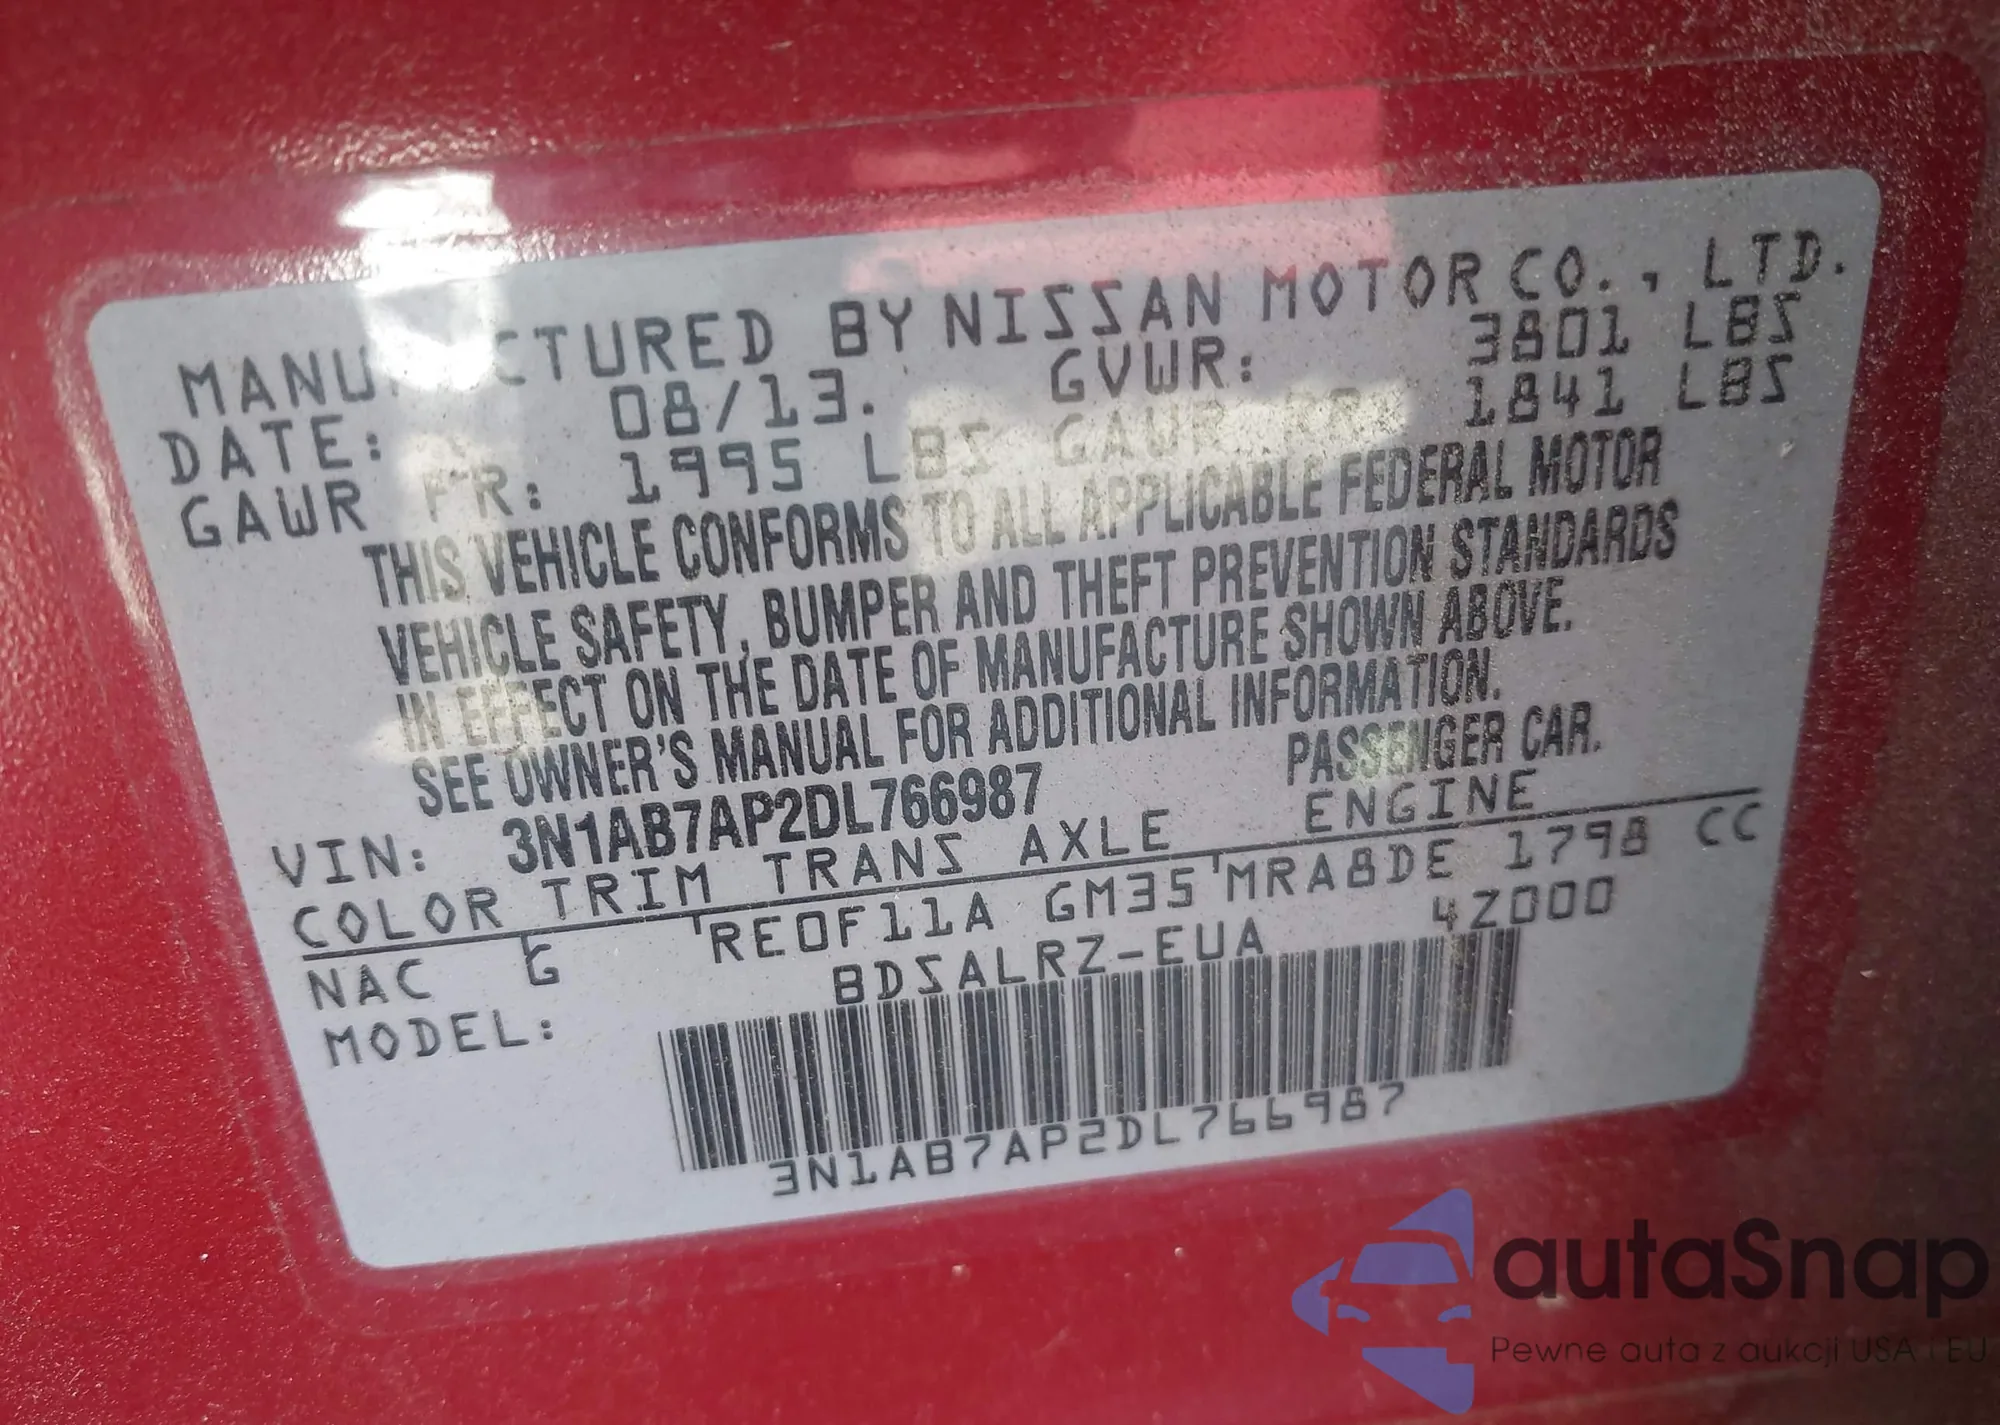 MANUFACTURED BY NISSAN MOTOR CO., LTD.
DATE: 08/13. GVWR: 3801 LBS
GAWR FR: 1995 LBS GAWR RR: 1841 LBS
THIS VEHICLE CONFORMS TO ALL APPLICABLE FEDERAL MOTOR
VEHICLE SAFETY, BUMPER AND THEFT PREVENTION STANDARDS
IN EFFECT ON THE DATE OF MANUFACTURE SHOWN ABOVE.
SEE OWNER'S MANUAL FOR ADDITIONAL INFORMATION.
VIN: 3N1AB7AP2DL766987 PASSENGER CAR.
COLOR TRIM TRANS AXLE ENGINE
NAC G RE0F11A GM35 MRA8DE 1798 CC
MODEL: BDSALRZ-EUA 4Z000
3N1AB7AP2DL766987
autaSnap
Pewne auta z aukcji USA i EU